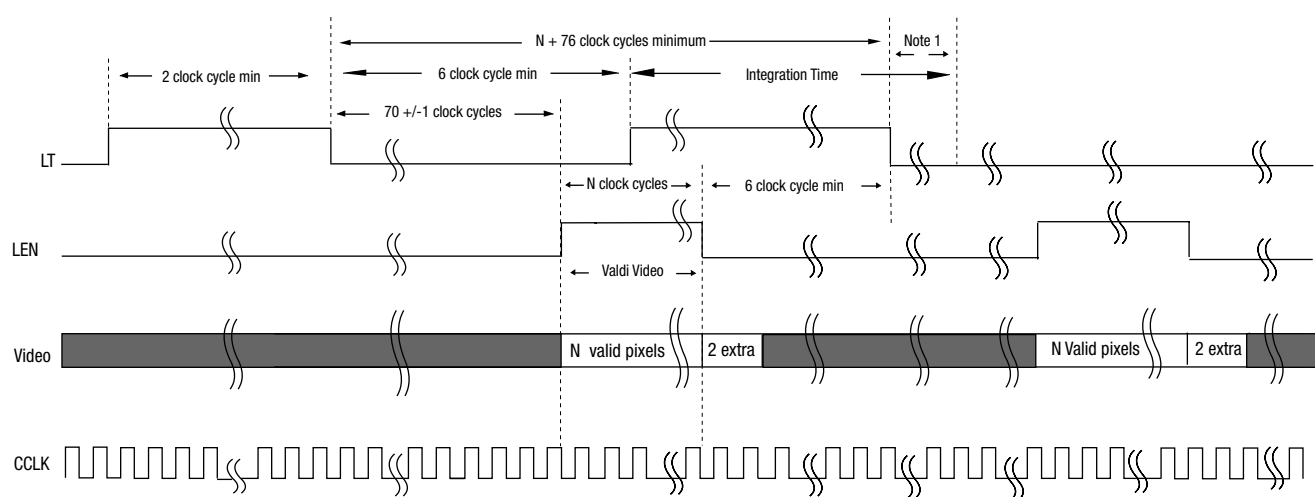 N + 76 clock cycles minimum
Note 1
2 clock cycle min
6 clock cycle min
Integration Time
70 +/-1 clock cycles
LT
N clock cycles
6 clock cycle min
LEN
Valdi Video
Video
N valid pixels
2 extra
N Valid pixels
2 extra
CCLK